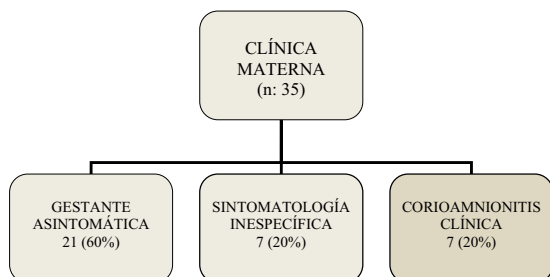 CLÍNICA
MATERNA
(n: 35)
GESTANTE
ASINTOMÁTICA
21 (60%)
SINTOMATOLOGÍA
INESPECÍFICA
7 (20%)
CORIOAMNIONITIS
CLÍNICA
7 (20%)